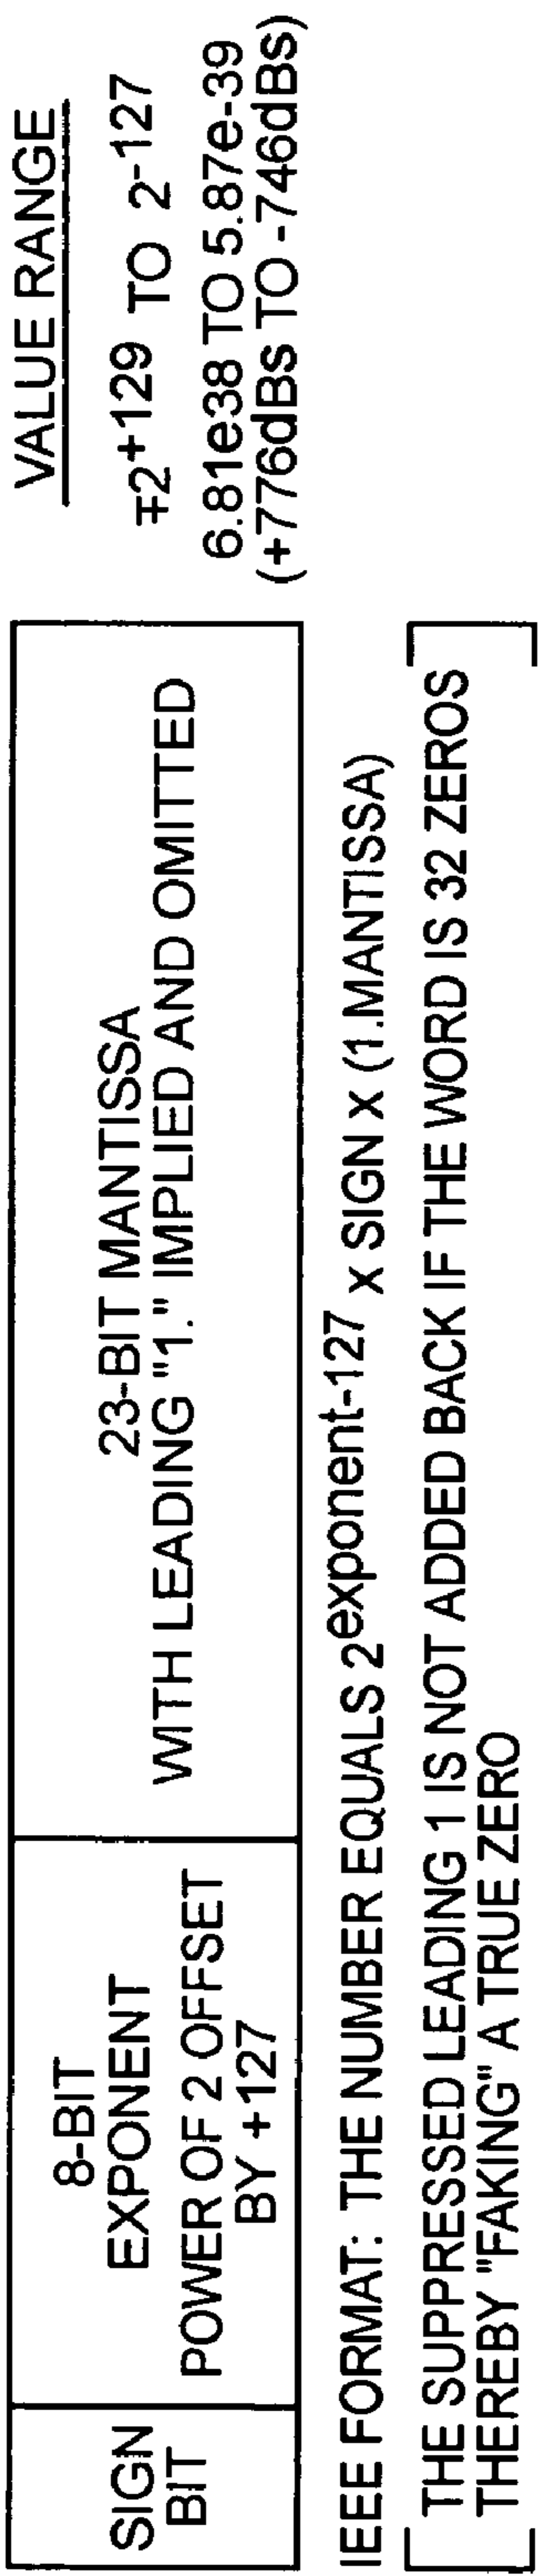 SIGN
BIT
8-BIT
EXPONENT
POWER OF 2 OFFSET
BY +127
23-BIT MANTISSA
WITH LEADING "1." IMPLIED AND OMITTED
VALUE RANGE
∓2+129 TO 2-127
6.81e38 TO 5.87e-39
(+776dBs TO -746dBs)
IEEE FORMAT: THE NUMBER EQUALS 2exponent-127 x SIGN x (1.MANTISSA)
THE SUPPRESSED LEADING 1 IS NOT ADDED BACK IF THE WORD IS 32 ZEROS
THEREBY "FAKING" A TRUE ZERO